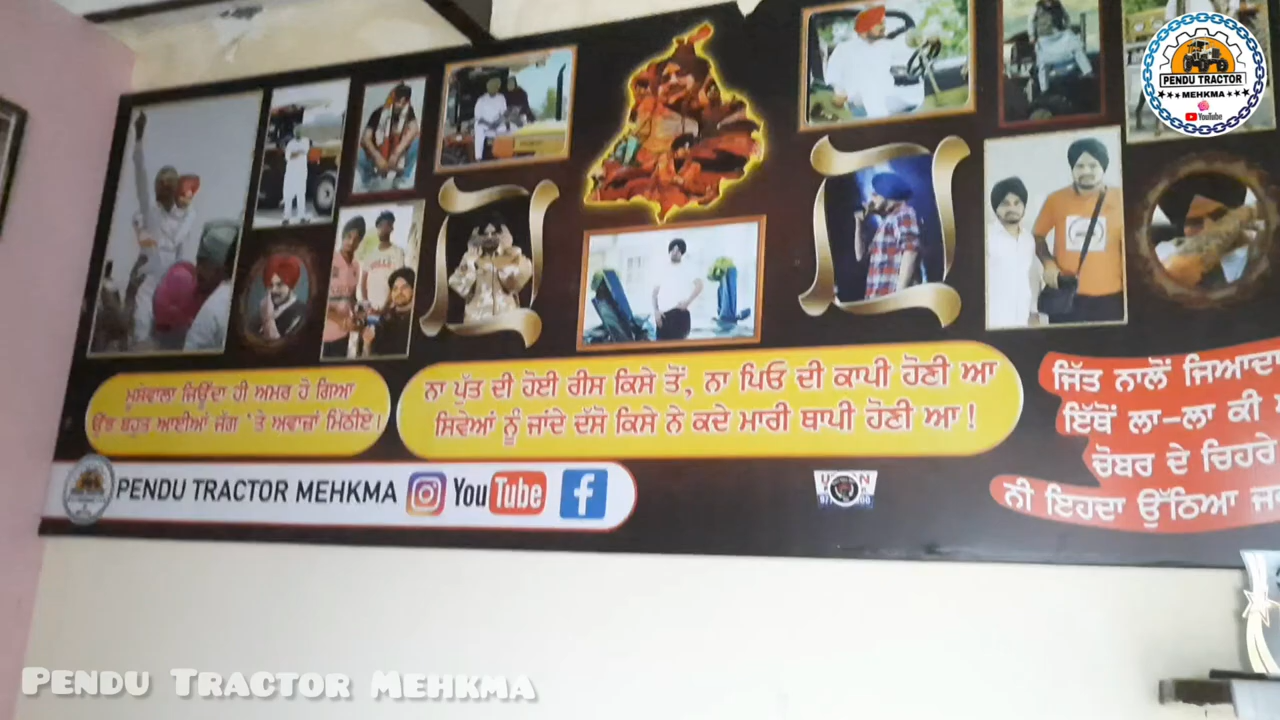 PENDU TRACTOR
MEHKMA
YouTube
ਮੂਸੇਵਾਲਾ ਜਿਊਂਦਾ ਹੀ ਅਮਰ ਹੋ ਗਿਆ
ਉਂਝ ਬਹੁਤ ਆਈਆਂ ਜੱਗ 'ਤੇ ਅਵਾਜ਼ਾਂ ਮਿੱਠੀਏ।
ਨਾ ਪੁੱਤ ਦੀ ਹੋਈ ਰੀਸ ਕਿਸੇ ਤੋਂ, ਨਾ ਪਿਓ ਦੀ ਕਾਪੀ ਹੋਣੀ ਆ
ਸਿਵੇਆਂ ਨੂੰ ਜਾਂਦੇ ਦੱਸੋ ਕਿਸੇ ਨੇ ਕਦੇ ਮਾਰੀ ਥਾਪੀ ਹੋਣੀ ਆ !
ਜਿੱਤ ਨਾਲੋਂ ਜਿਆਦਾ
ਇੱਥੋਂ ਲਾ-ਲਾ ਕੀ
ਚੋਬਰ ਦੇ ਚਿਹਰੇ
ਨੀ ਇਹਦਾ ਉੱਠਿਆ
PENDU TRACTOR MEHKMA YouTube
PENDU TRACTOR MEHKMA